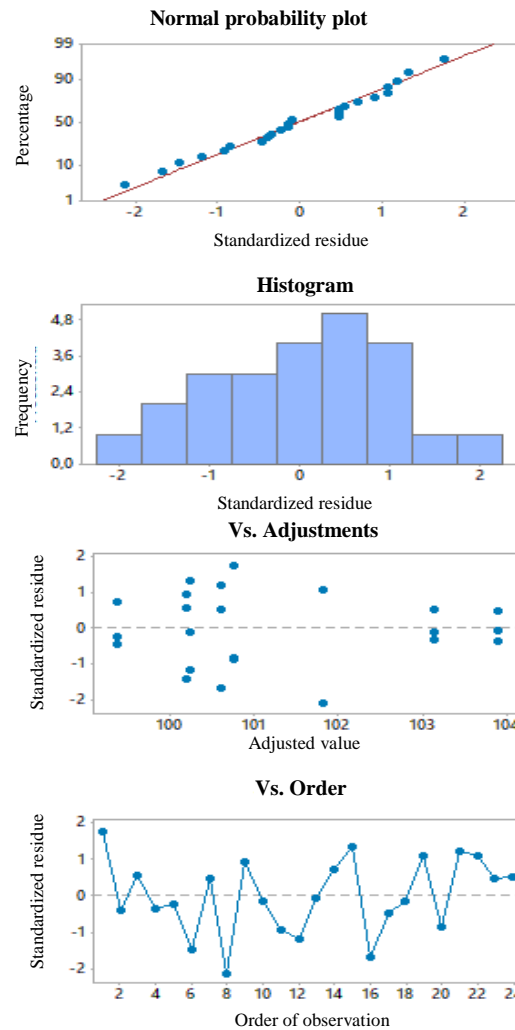 Normal probability plot
99
90
50
10
1
Percentage
-2 -1 0 1 2
Standardized residue
Histogram
4,8
3,6
2,4
1,2
0,0
Frequency
-2 -1 0 1 2
Standardized residue
Vs. Adjustments
2
1
0
-1
-2
Standardized residue
100 101 102 103 104
Adjusted value
Vs. Order
2
1
0
-1
-2
Standardized residue
2 4 6 8 10 12 14 16 18 20 22 24
Order of observation